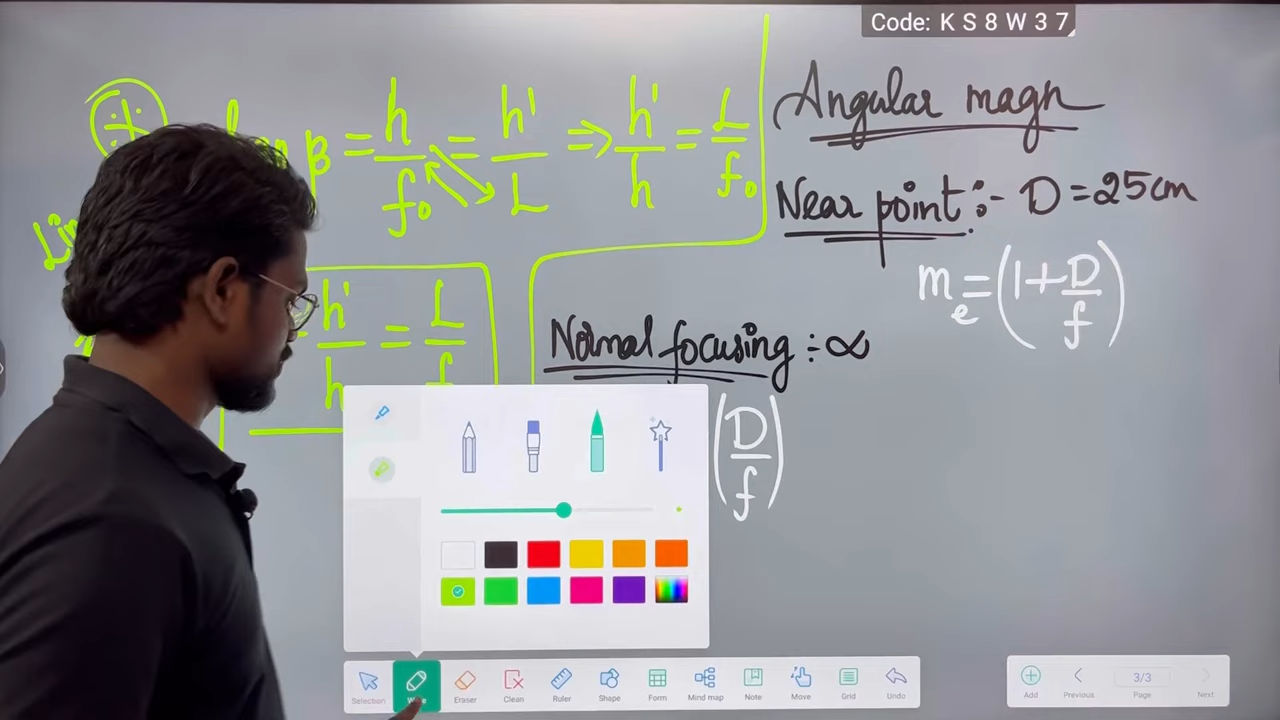 Code: K S 8 W 3 7
Angular magn
β = h/f₀ = h'/L ⇒ h'/h = L/f₀
Near point :- D = 25cm
mₑ = (1 + D/f)
h'/h = L/f
Normal focusing :- ∝
(D/f)
Selection
Eraser
Clean
Ruler
Shape
Form
Mind map
Note
Move
Grid
Undo
Add
Previous
3/3
Page
Next